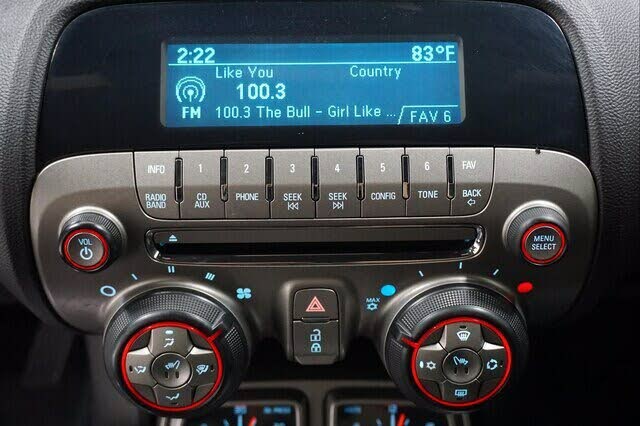 2:22 83°F
Like You Country
100.3
FM 100.3 The Bull - Girl Like ... FAV 6
INFO 1 2 3 4 5 6 FAV
RADIO BAND CD AUX PHONE SEEK SEEK CONFIG TONE BACK
VOL
MENU SELECT
MAX